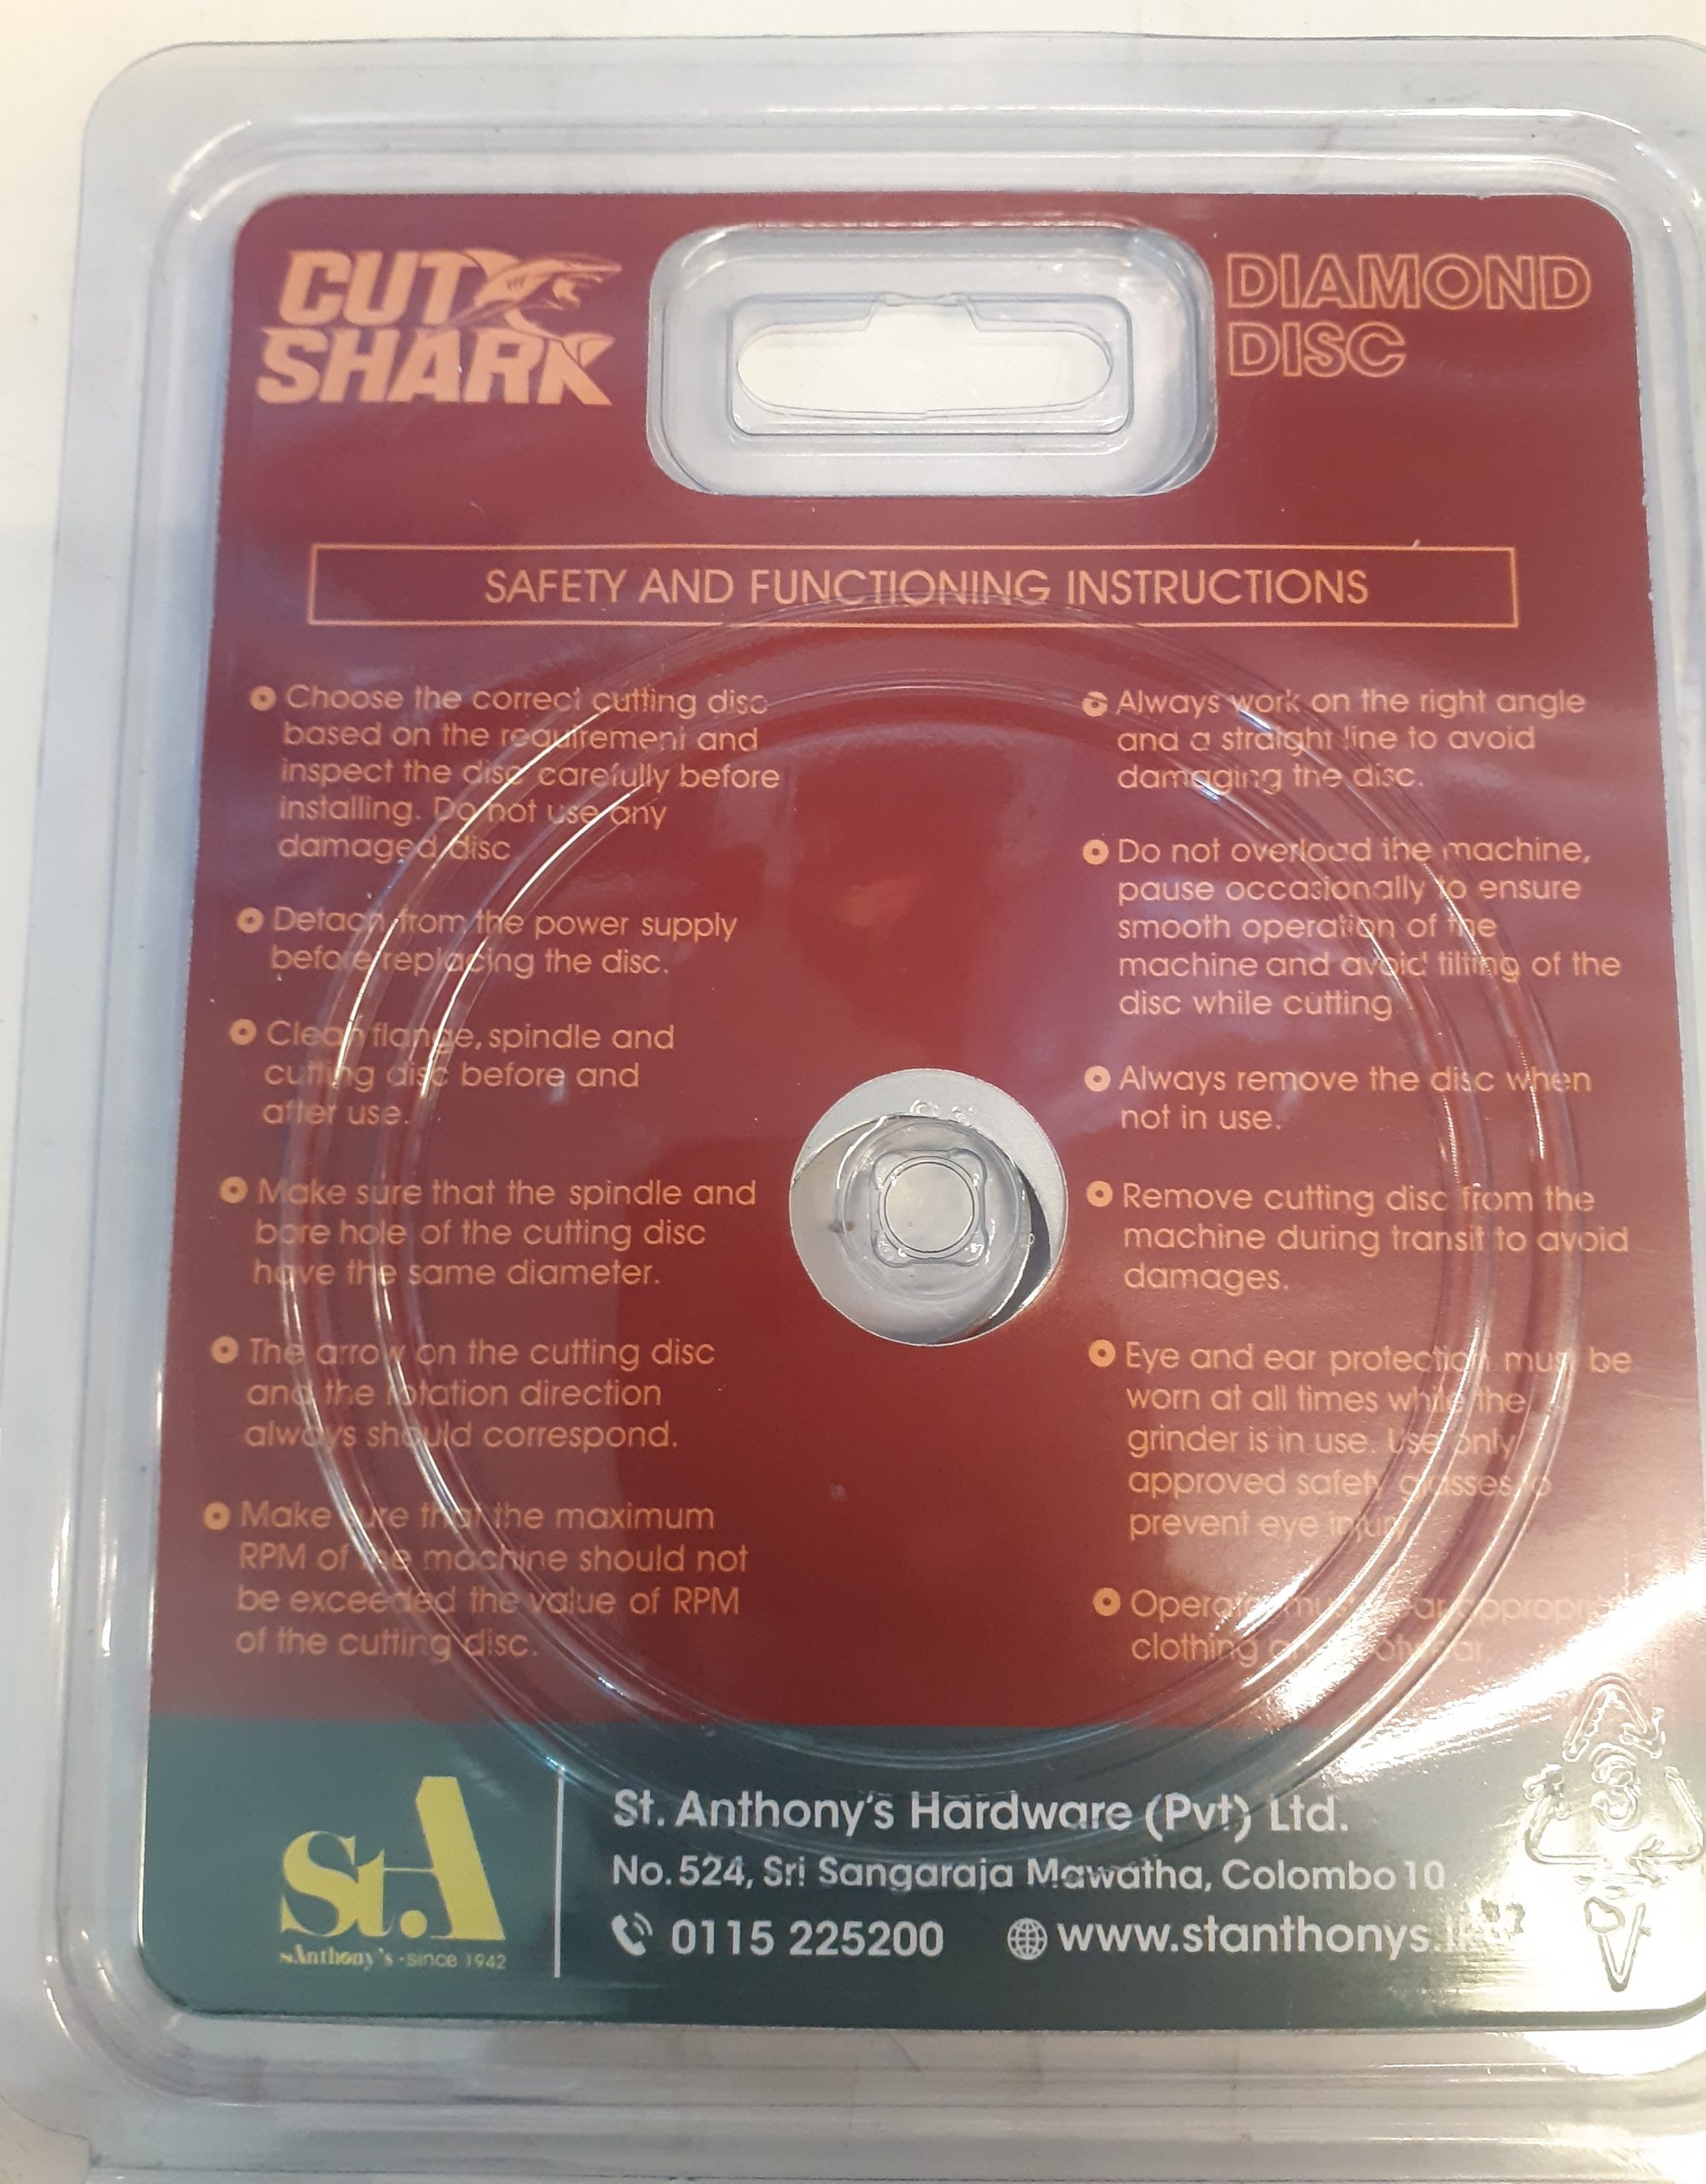 CUT
SHARK
DIAMOND
DISC
SAFETY AND FUNCTIONING INSTRUCTIONS
Choose the correct cutting disc
based on the requirement and
inspect the disc carefully before
installing. Do not use any
damaged disc
Detach from the power supply
before replacing the disc.
Clean flange, spindle and
cutting disc before and
after use.
Make sure that the spindle and
bore hole of the cutting disc
have the same diameter.
The arrow on the cutting disc
and the rotation direction
always should correspond.
Make sure that the maximum
RPM of the machine should not
be exceeded the value of RPM
of the cutting disc.
Always work on the right angle
and a straight line to avoid
damaging the disc.
Do not overload the machine,
pause occasionally to ensure
smooth operation of the
machine and avoid tilting of the
disc while cutting.
Always remove the disc when
not in use.
Remove cutting disc from the
machine during transit to avoid
damages.
Eye and ear protection must be
worn at all times while the
grinder is in use. Use only
approved safety glasses to
prevent eye injury
clothing
St.A
st.Anthony's - since 1942
St. Anthony's Hardware (Pvt) Ltd.
No. 524, Sri Sangaraja Mawatha, Colombo 10
0115 225200
www.stanthonys.lk
3